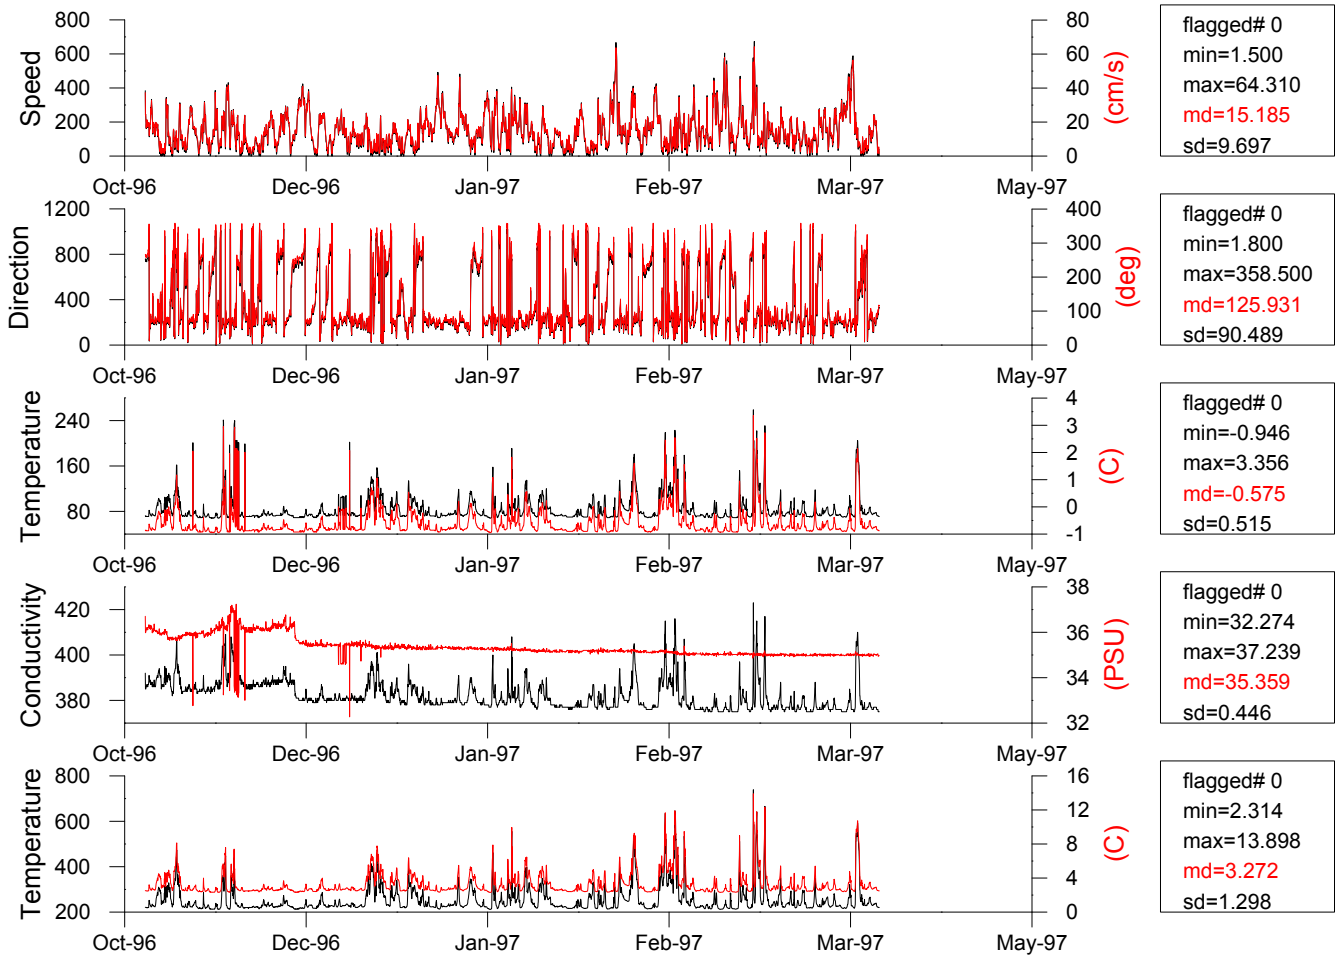 800
600
400
200
0
Speed
80
60
40
20
0
(cm/s)
Oct-96 Dec-96 Jan-97 Feb-97 Mar-97 May-97
flagged# 0
min=1.500
max=64.310
md=15.185
sd=9.697
1200
800
400
0
Direction
400
300
200
100
0
(deg)
Oct-96 Dec-96 Jan-97 Feb-97 Mar-97 May-97
flagged# 0
min=1.800
max=358.500
md=125.931
sd=90.489
240
160
80
Temperature
4
3
2
1
0
-1
(C)
Oct-96 Dec-96 Jan-97 Feb-97 Mar-97 May-97
flagged# 0
min=-0.946
max=3.356
md=-0.575
sd=0.515
420
400
380
Conductivity
38
36
34
32
(PSU)
Oct-96 Dec-96 Jan-97 Feb-97 Mar-97 May-97
flagged# 0
min=32.274
max=37.239
md=35.359
sd=0.446
800
600
400
200
Temperature
16
12
8
4
0
(C)
Oct-96 Dec-96 Jan-97 Feb-97 Mar-97 May-97
flagged# 0
min=2.314
max=13.898
md=3.272
sd=1.298